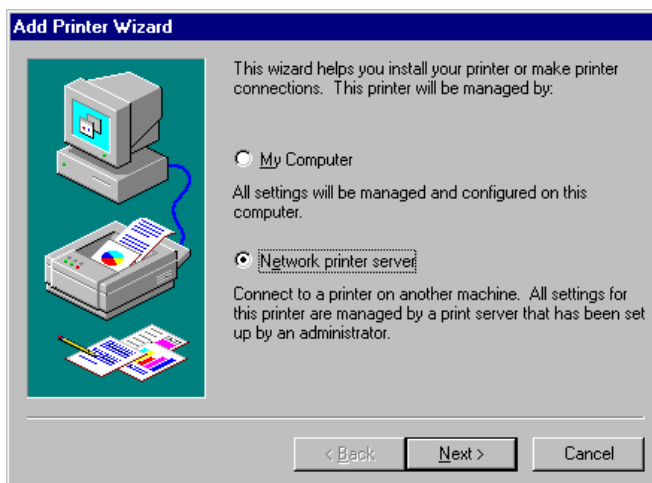 Add Printer Wizard
This wizard helps you install your printer or make printer
connections.  This printer will be managed by:
My Computer
All settings will be managed and configured on this
computer.
Network printer server
Connect to a printer on another machine.  All settings for
this printer are managed by a print server that has been set
up by an administrator.
< Back
Next >
Cancel